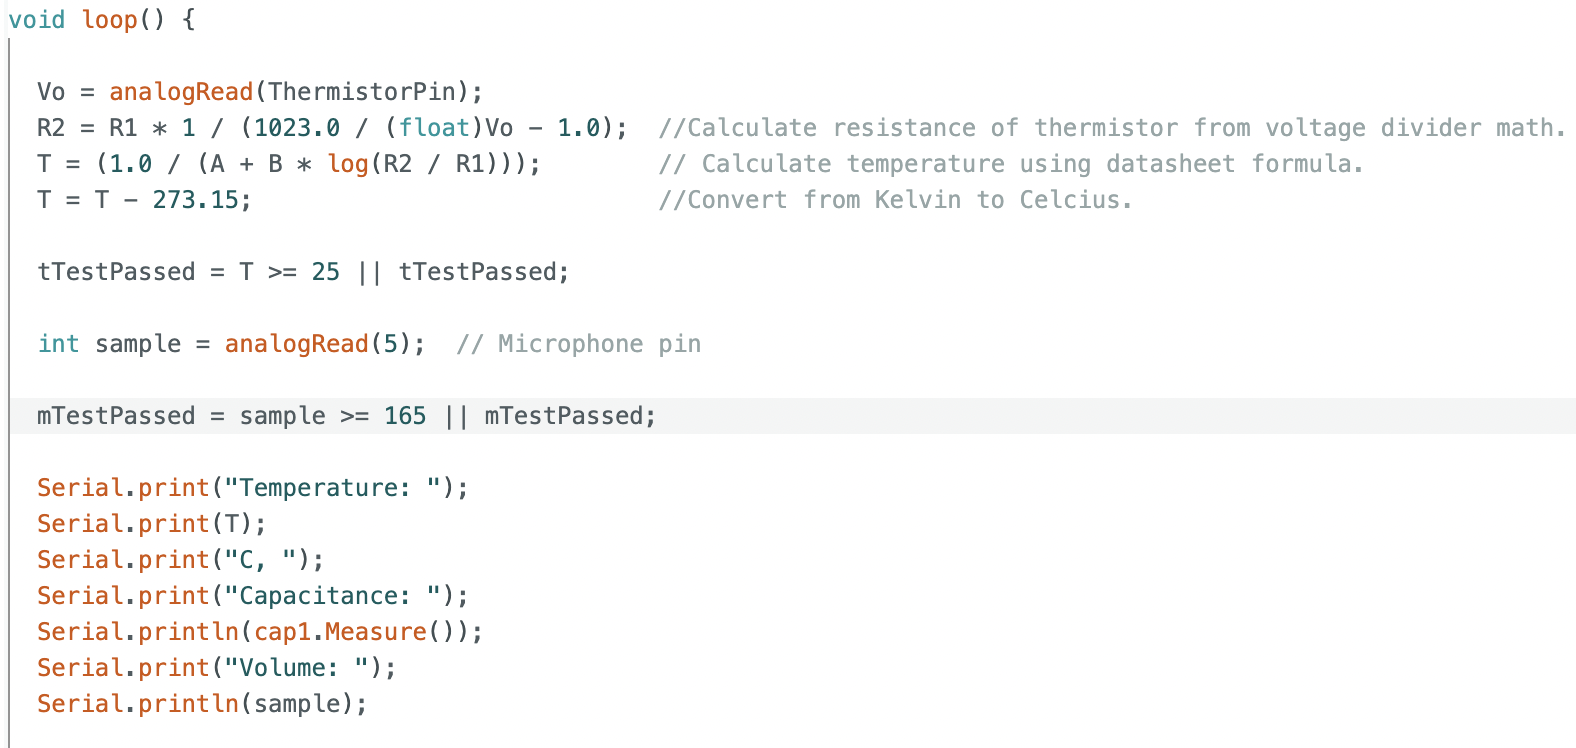 void loop() {
Vo = analogRead(ThermistorPin);
R2 = R1 * 1 / (1023.0 / (float)Vo - 1.0);  //Calculate resistance of thermistor from voltage divider math.
T = (1.0 / (A + B * log(R2 / R1)));        // Calculate temperature using datasheet formula.
T = T - 273.15;                            //Convert from Kelvin to Celcius.
tTestPassed = T >= 25 || tTestPassed;
int sample = analogRead(5);  // Microphone pin
mTestPassed = sample >= 165 || mTestPassed;
Serial.print("Temperature: ");
Serial.print(T);
Serial.print("C, ");
Serial.print("Capacitance: ");
Serial.println(cap1.Measure());
Serial.print("Volume: ");
Serial.println(sample);